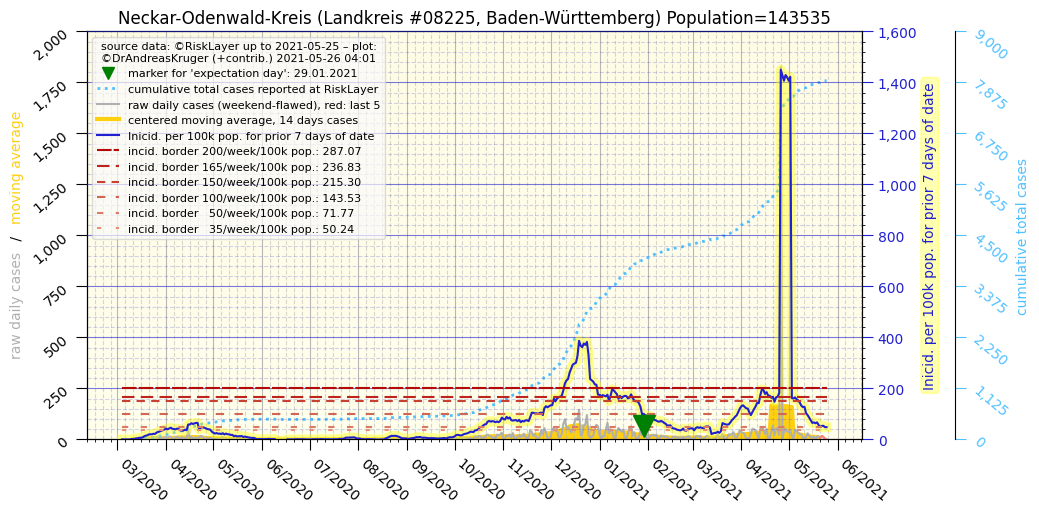 Neckar-Odenwald-Kreis (Landkreis #08225, Baden-Württemberg) Population=143535
source data: ©RiskLayer up to 2021-05-25 – plot:
©DrAndreasKruger (+contrib.) 2021-05-26 04:01
marker for 'expectation day': 29.01.2021
cumulative total cases reported at RiskLayer
raw daily cases (weekend-flawed), red: last 5
centered moving average, 14 days cases
Inicid. per 100k pop. for prior 7 days of date
incid. border 200/week/100k pop.: 287.07
incid. border 165/week/100k pop.: 236.83
incid. border 150/week/100k pop.: 215.30
incid. border 100/week/100k pop.: 143.53
incid. border   50/week/100k pop.: 71.77
incid. border   35/week/100k pop.: 50.24
raw daily cases / moving average
2,000
1,750
1,500
1,250
1,000
750
500
250
0
1,600
1,400
1,200
1,000
800
600
400
200
0
Inicid. per 100k pop. for prior 7 days of date
9,000
7,875
6,750
5,625
4,500
3,375
2,250
1,125
0
cumulative total cases
03/2020
04/2020
05/2020
06/2020
07/2020
08/2020
09/2020
10/2020
11/2020
12/2020
01/2021
02/2021
03/2021
04/2021
05/2021
06/2021